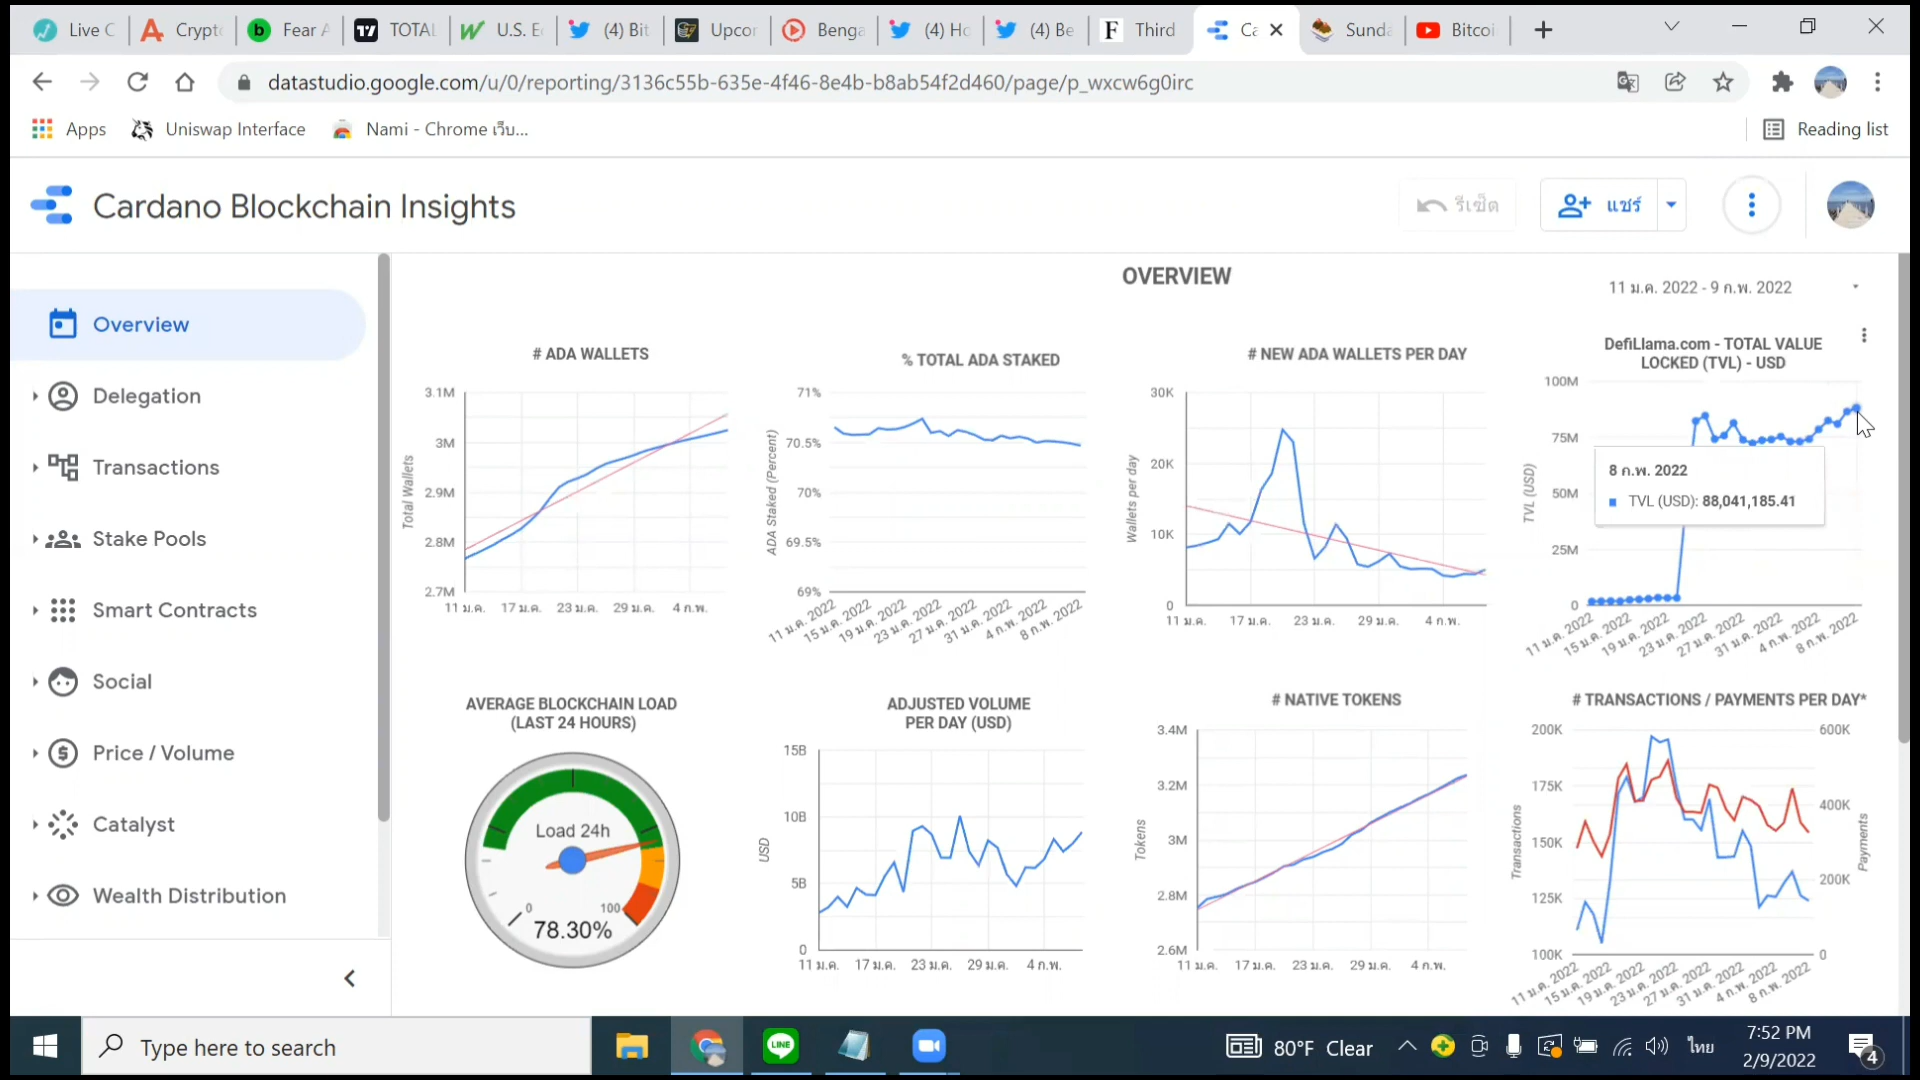 Live C
Crypt
Fear A
TOTAL
U.S. E
(4) Bit
Upcor
Benga
(4) Ho
(4) Be
Third
Ca
Sunda
Bitcoi
datastudio.google.com/u/0/reporting/3136c55b-635e-4f46-8e4b-b8ab54f2d460/page/p_wxcw6g0irc
Apps
Uniswap Interface
Nami - Chrome เว็บ...
Reading list
Cardano Blockchain Insights
รีเซ็ต
แชร์
OVERVIEW
11 ม.ค. 2022 - 9 ก.พ. 2022
Overview
Delegation
Transactions
Stake Pools
Smart Contracts
Social
Price / Volume
Catalyst
Wealth Distribution
# ADA WALLETS
Total Wallets
3.1M
3M
2.9M
2.8M
2.7M
11 ม.ค. 17 ม.ค. 23 ม.ค. 29 ม.ค. 4 ก.พ.
% TOTAL ADA STAKED
ADA Staked (Percent)
71%
70.5%
70%
69.5%
69%
11 ม.ค. 2022 15 ม.ค. 2022 19 ม.ค. 2022 23 ม.ค. 2022 27 ม.ค. 2022 31 ม.ค. 2022 4 ก.พ. 2022 8 ก.พ. 2022
# NEW ADA WALLETS PER DAY
Wallets per day
30K
20K
10K
0
11 ม.ค. 17 ม.ค. 23 ม.ค. 29 ม.ค. 4 ก.พ.
DefiLlama.com - TOTAL VALUE
LOCKED (TVL) - USD
TVL (USD)
100M
75M
50M
25M
0
8 ก.พ. 2022
TVL (USD): 88,041,185.41
11 ม.ค. 2022 15 ม.ค. 2022 19 ม.ค. 2022 23 ม.ค. 2022 27 ม.ค. 2022 31 ม.ค. 2022 4 ก.พ. 2022 8 ก.พ. 2022
AVERAGE BLOCKCHAIN LOAD
(LAST 24 HOURS)
Load 24h
0 100
78.30%
ADJUSTED VOLUME
PER DAY (USD)
USD
15B
10B
5B
0
11 ม.ค. 17 ม.ค. 23 ม.ค. 29 ม.ค. 4 ก.พ.
# NATIVE TOKENS
Tokens
3.4M
3.2M
3M
2.8M
2.6M
11 ม.ค. 17 ม.ค. 23 ม.ค. 29 ม.ค. 4 ก.พ.
# TRANSACTIONS / PAYMENTS PER DAY*
Transactions
200K
175K
150K
125K
100K
600K
400K
200K
0
Payments
11 ม.ค. 2022 15 ม.ค. 2022 19 ม.ค. 2022 23 ม.ค. 2022 27 ม.ค. 2022 31 ม.ค. 2022 4 ก.พ. 2022 8 ก.พ. 2022
Type here to search
LINE
80°F Clear
ไทย
7:52 PM
2/9/2022
4